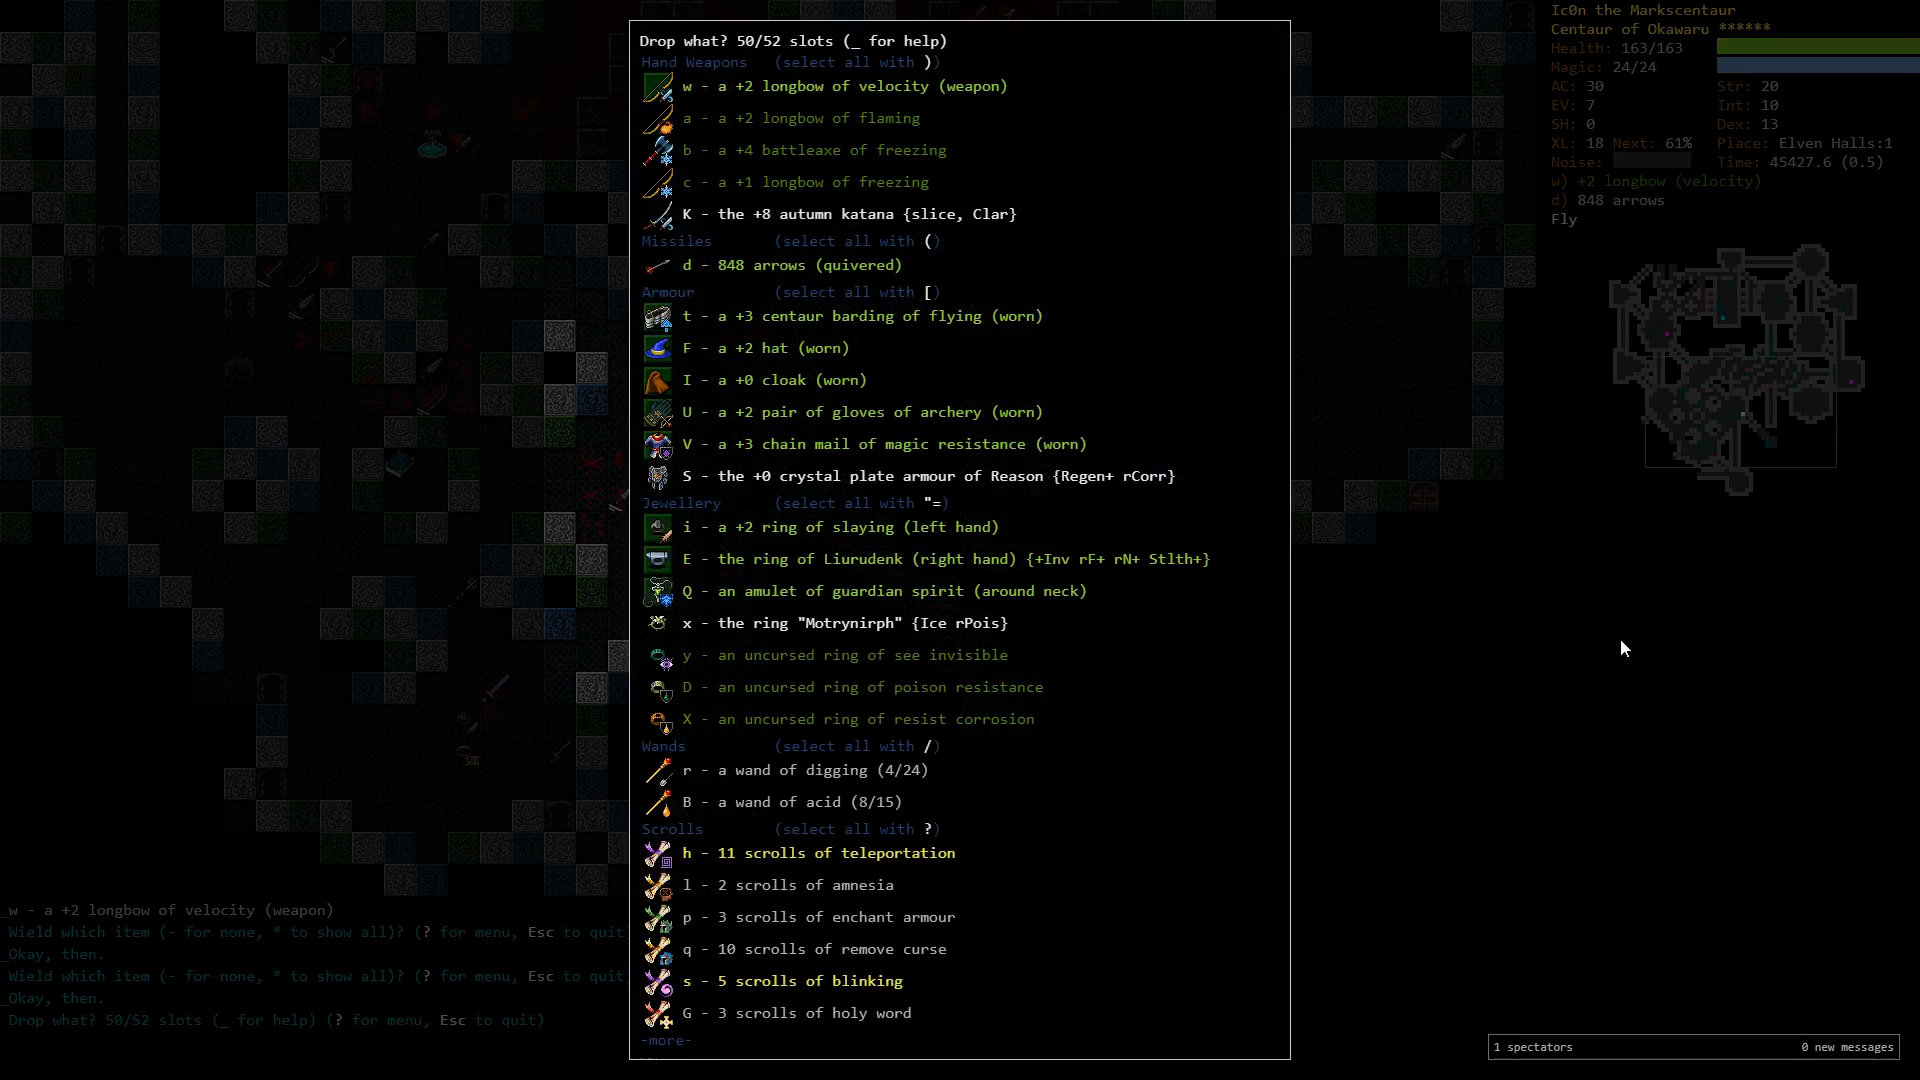 Drop what? 50/52 slots (_ for help)
Hand Weapons (select all with ))
w - a +2 longbow of velocity (weapon)
a - a +2 longbow of flaming
b - a +4 battleaxe of freezing
c - a +1 longbow of freezing
K - the +8 autumn katana {slice, Clar}
Missiles (select all with ()
d - 848 arrows (quivered)
Armour (select all with [)
t - a +3 centaur barding of flying (worn)
F - a +2 hat (worn)
I - a +0 cloak (worn)
U - a +2 pair of gloves of archery (worn)
V - a +3 chain mail of magic resistance (worn)
S - the +0 crystal plate armour of Reason {Regen+ rCorr}
Jewellery (select all with "=)
i - a +2 ring of slaying (left hand)
E - the ring of Liurudenk (right hand) {+Inv rF+ rN+ Stlth+}
Q - an amulet of guardian spirit (around neck)
x - the ring "Motrynirph" {Ice rPois}
y - an uncursed ring of see invisible
D - an uncursed ring of poison resistance
X - an uncursed ring of resist corrosion
Wands (select all with /)
r - a wand of digging (4/24)
B - a wand of acid (8/15)
Scrolls (select all with ?)
h - 11 scrolls of teleportation
l - 2 scrolls of amnesia
p - 3 scrolls of enchant armour
q - 10 scrolls of remove curse
s - 5 scrolls of blinking
G - 3 scrolls of holy word
-more-
Ic0n the Markscentaur
Centaur of Okawaru ******
Health: 163/163
Magic: 24/24
AC: 30 Str: 20
EV: 7 Int: 10
SH: 0 Dex: 13
XL: 18 Next: 61% Place: Elven Halls:1
Noise: Time: 45427.6 (0.5)
w) +2 longbow (velocity)
d) 848 arrows
Fly
STR
_w - a +2 longbow of velocity (weapon)
Wield which item (- for none, * to show all)? (? for menu, Esc to quit)
_Okay, then.
Wield which item (- for none, * to show all)? (? for menu, Esc to quit
_Okay, then.
Drop what? 50/52 slots (_ for help) (? for menu, Esc to quit)
1 spectators 0 new messages